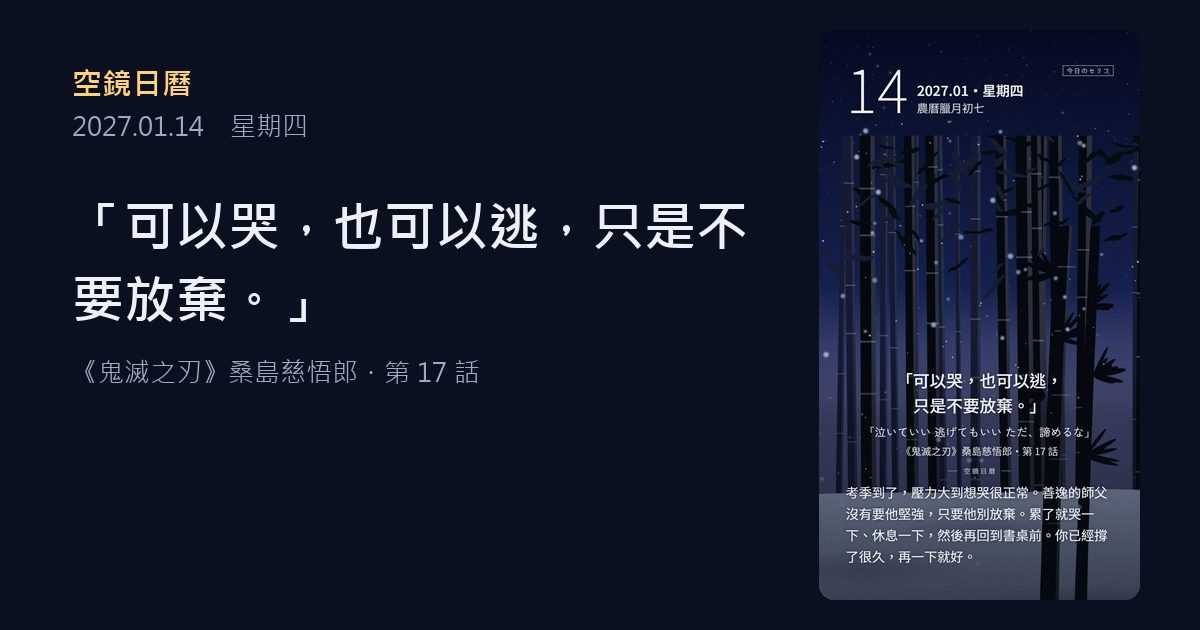 空鏡日曆
2027.01.14　星期四
「可以哭，也可以逃，只是不
要放棄。」
《鬼滅之刃》桑島慈悟郎・第 17 話
今日のセリフ
14
2027.01・星期四
農曆臘月初七
「可以哭，也可以逃，
只是不要放棄。」
「泣いていい 逃げてもいい ただ、諦めるな」
《鬼滅之刃》桑島慈悟郎・第 17 話
空鏡日曆
考季到了，壓力大到想哭很正常。善逸的師父
沒有要他堅強，只要他別放棄。累了就哭一
下、休息一下，然後再回到書桌前。你已經撐
了很久，再一下就好。